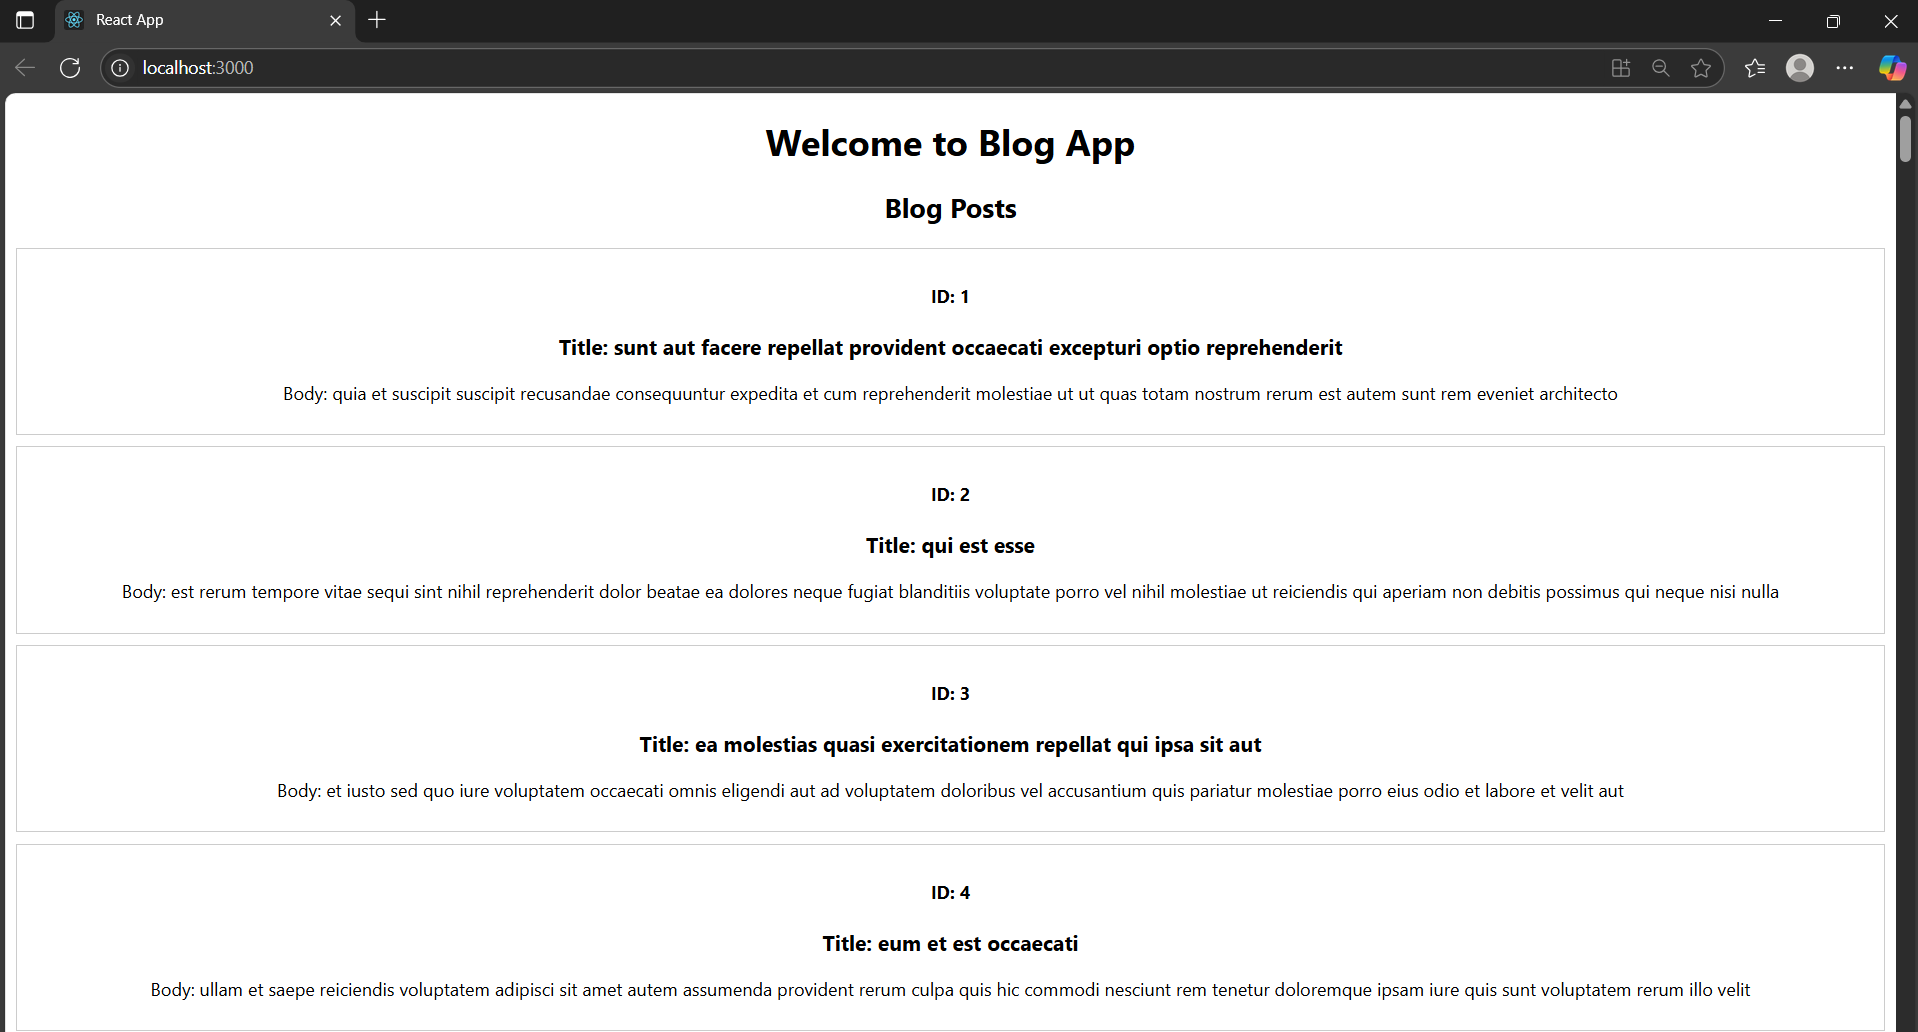 React App
localhost:3000
Welcome to Blog App
Blog Posts
ID: 1
Title: sunt aut facere repellat provident occaecati excepturi optio reprehenderit
Body: quia et suscipit suscipit recusandae consequuntur expedita et cum reprehenderit molestiae ut ut quas totam nostrum rerum est autem sunt rem eveniet architecto
ID: 2
Title: qui est esse
Body: est rerum tempore vitae sequi sint nihil reprehenderit dolor beatae ea dolores neque fugiat blanditiis voluptate porro vel nihil molestiae ut reiciendis qui aperiam non debitis possimus qui neque nisi nulla
ID: 3
Title: ea molestias quasi exercitationem repellat qui ipsa sit aut
Body: et iusto sed quo iure voluptatem occaecati omnis eligendi aut ad voluptatem doloribus vel accusantium quis pariatur molestiae porro eius odio et labore et velit aut
ID: 4
Title: eum et est occaecati
Body: ullam et saepe reiciendis voluptatem adipisci sit amet autem assumenda provident rerum culpa quis hic commodi nesciunt rem tenetur doloremque ipsam iure quis sunt voluptatem rerum illo velit